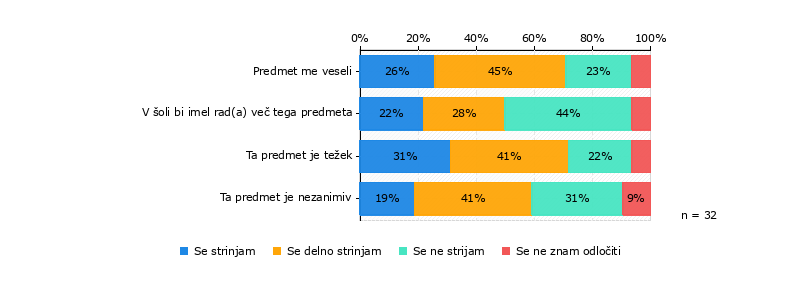 0% 20% 40% 60% 80% 100%
Predmet me veseli 26% 45% 23%
V šoli bi imel rad(a) več tega predmeta 22% 28% 44%
Ta predmet je težek 31% 41% 22%
Ta predmet je nezanimiv 19% 41% 31% 9%
n = 32
Se strinjam Se delno strinjam Se ne strijam Se ne znam odločiti